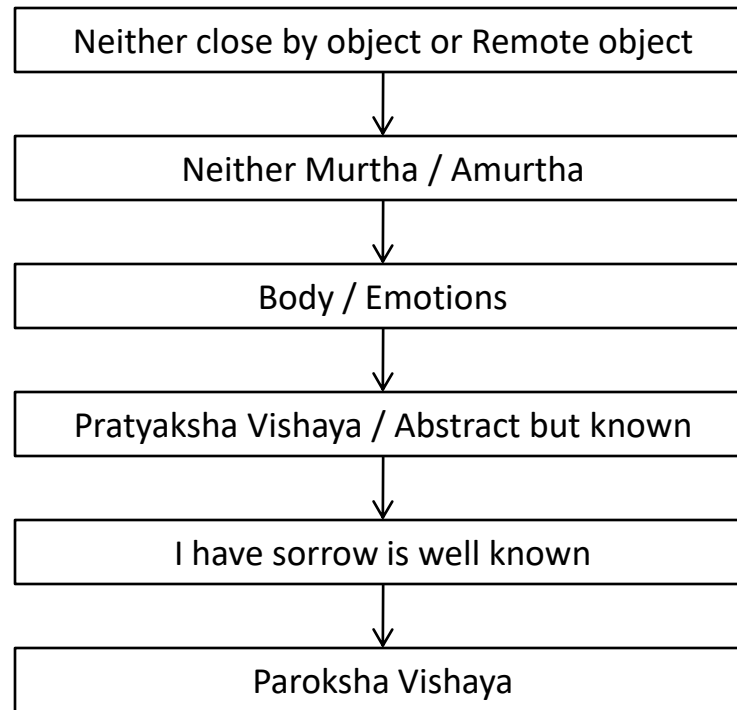 Neither close by object or Remote object
Neither Murtha / Amurtha
Body / Emotions
Pratyaksha Vishaya / Abstract but known
I have sorrow is well known
Paroksha Vishaya